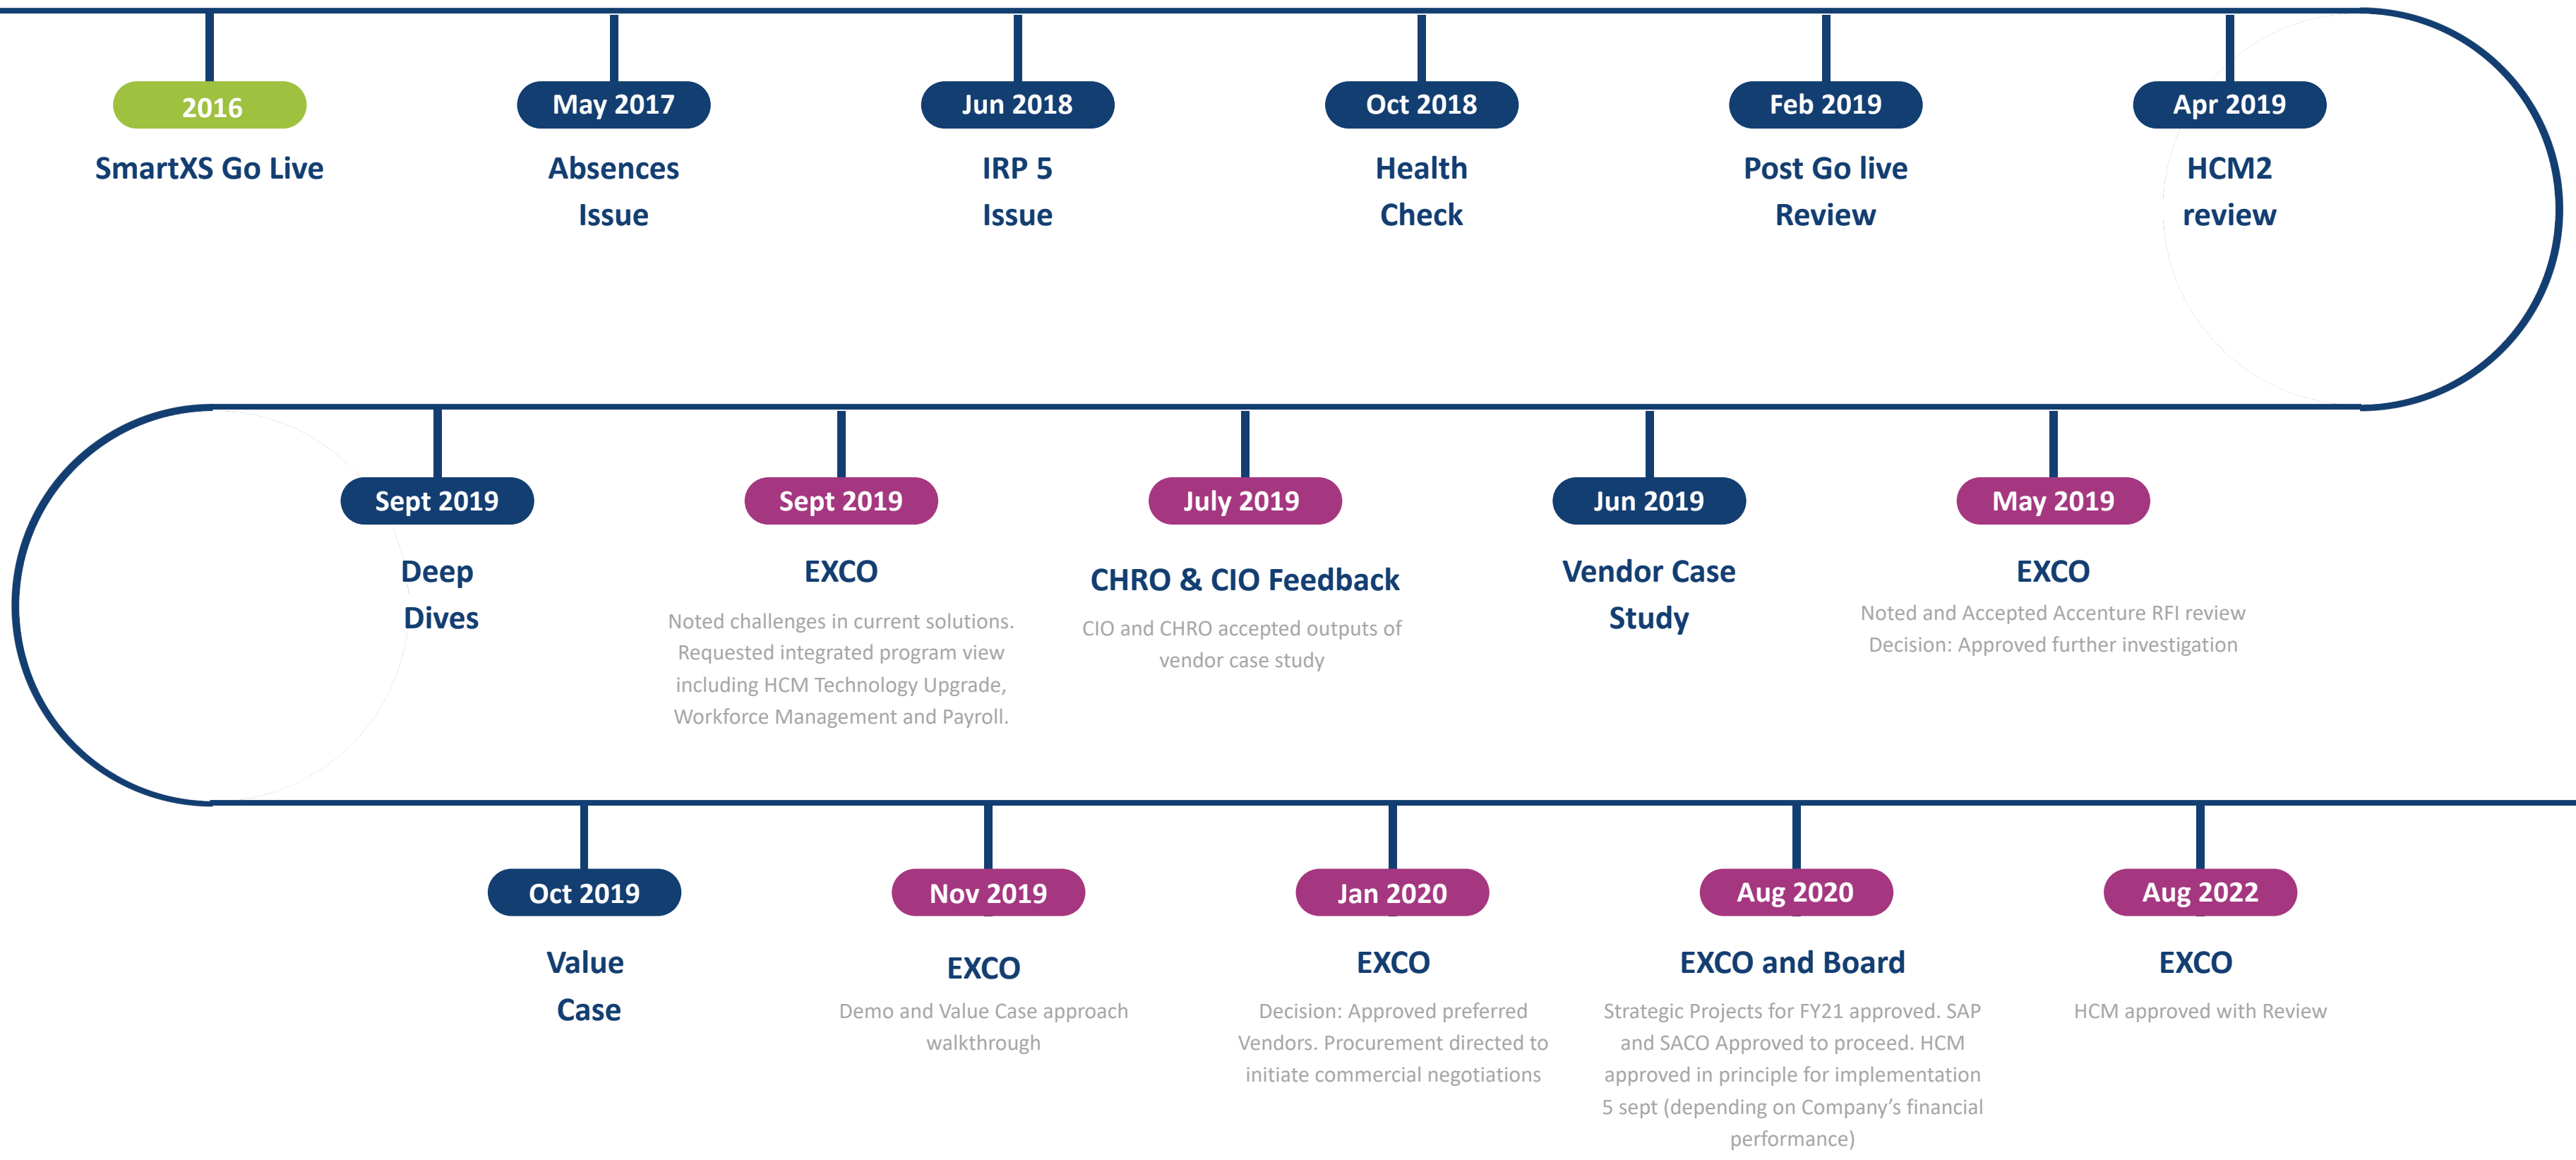 2016
SmartXS Go Live
May 2017
Absences
Issue
Jun 2018
IRP 5
Issue
Oct 2018
Health
Check
Feb 2019
Post Go live
Review
Apr 2019
HCM2
review
May 2019
EXCO
Noted and Accepted Accenture RFI review
Decision: Approved further investigation
Jun 2019
Vendor Case
Study
July 2019
CHRO & CIO Feedback
CIO and CHRO accepted outputs of
vendor case study
Sept 2019
EXCO
Noted challenges in current solutions.
Requested integrated program view
including HCM Technology Upgrade,
Workforce Management and Payroll.
Sept 2019
Deep
Dives
Oct 2019
Value
Case
Nov 2019
EXCO
Demo and Value Case approach
walkthrough
Jan 2020
EXCO
Decision: Approved preferred
Vendors. Procurement directed to
initiate commercial negotiations
Aug 2020
EXCO and Board
Strategic Projects for FY21 approved. SAP
and SACO Approved to proceed. HCM
approved in principle for implementation
5 sept (depending on Company’s financial
performance)
Aug 2022
EXCO
HCM approved with Review